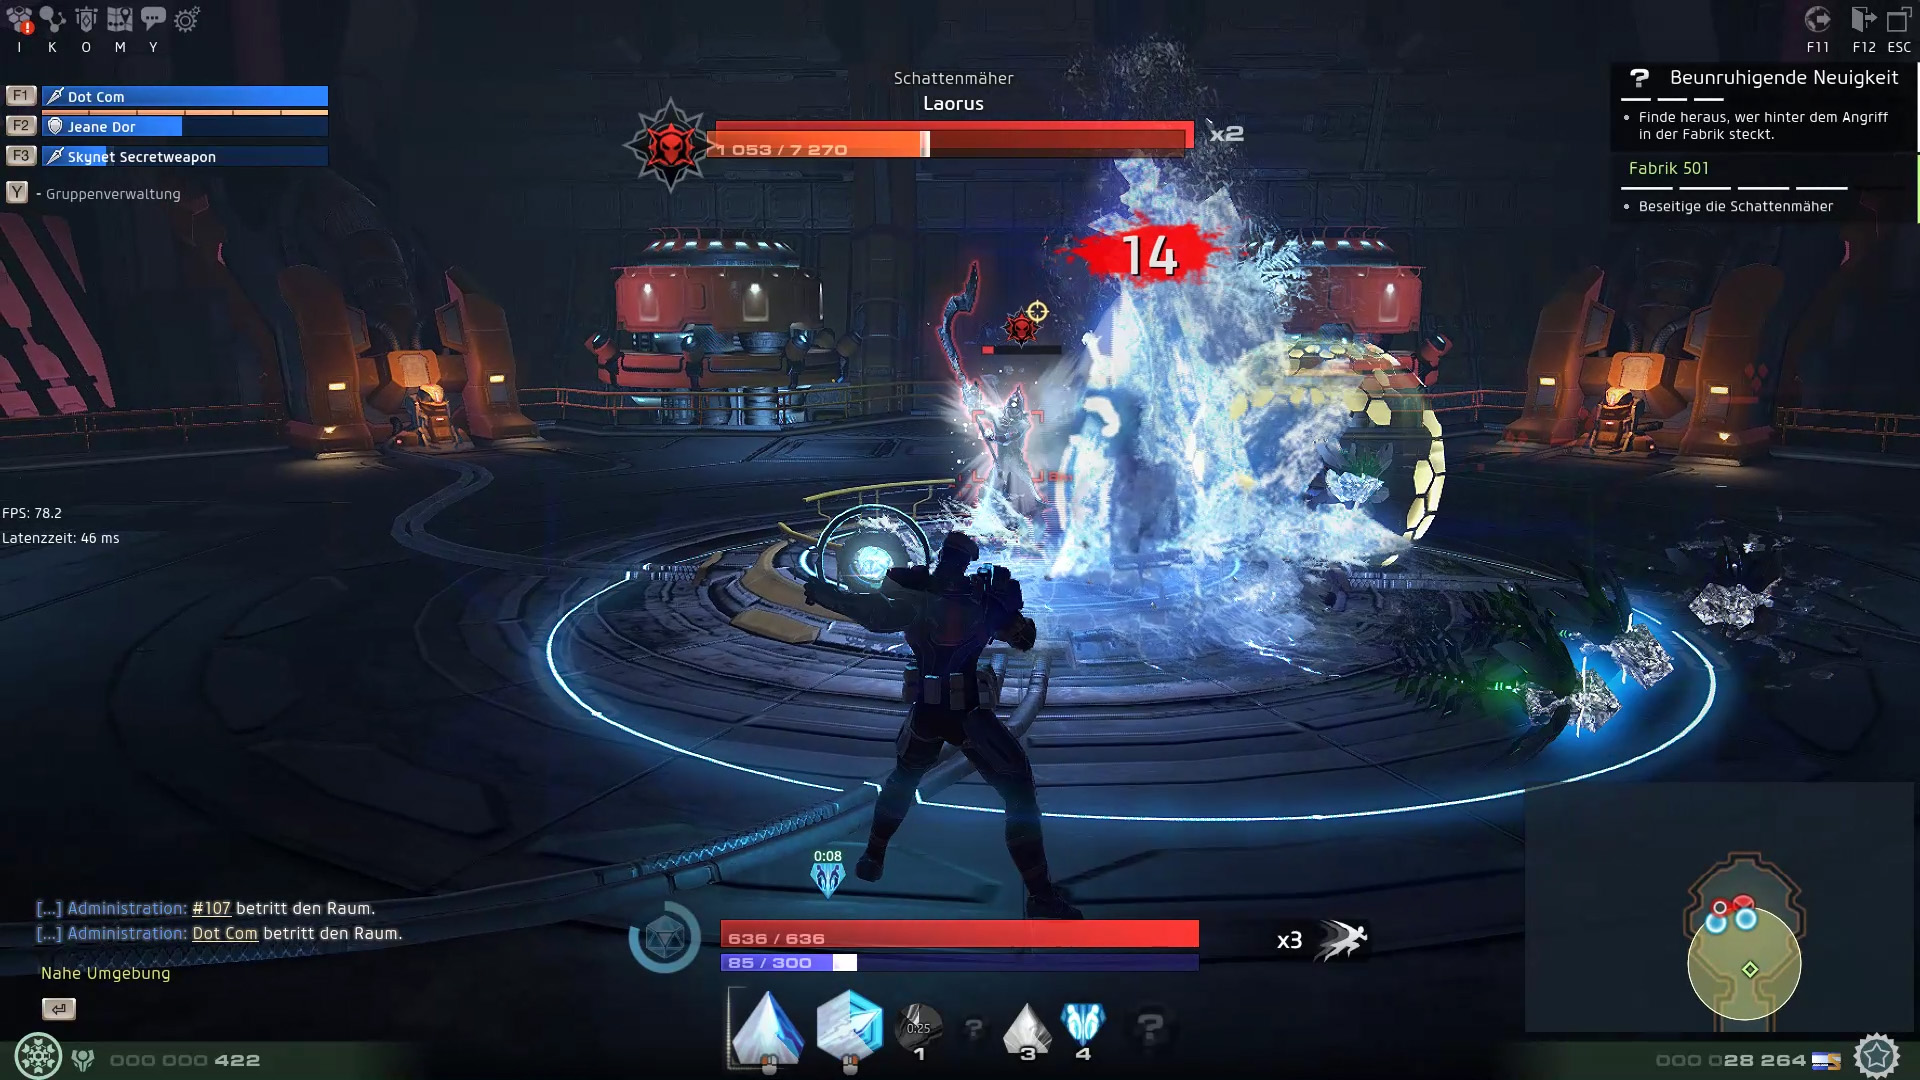 I K O M Y
F11 F12 ESC
F1 Dot Com
F2 Jeane Dor
F3 Skynet Secretweapon
Y - Gruppenverwaltung
Schattenmäher
Laorus
1 053 / 7 270
x2
? Beunruhigende Neuigkeit
• Finde heraus, wer hinter dem Angriff
in der Fabrik steckt.
Fabrik 501
• Beseitige die Schattenmäher
14
FPS: 78.2
Latenzzeit: 46 ms
0:08
[...] Administration: #107 betritt den Raum.
[...] Administration: Dot Com betritt den Raum.
Nahe Umgebung
636 / 636
85 / 300
x3
0:25
1 ? 3 4 ?
000 000 422
000 028 264